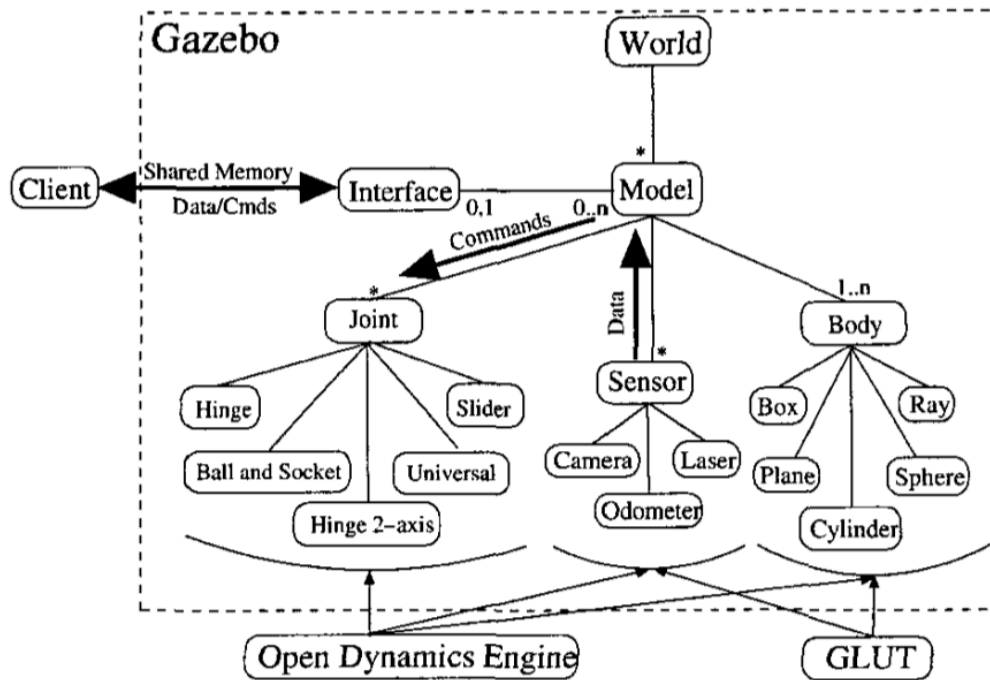 Gazebo
World
*
Client
Shared Memory
Data/Cmds
Interface
0,1
0..n
Model
Commands
Data
*
Joint
*
Sensor
1..n
Body
Hinge
Slider
Ball and Socket
Universal
Hinge 2-axis
Camera
Laser
Odometer
Box
Ray
Plane
Sphere
Cylinder
Open Dynamics Engine
GLUT